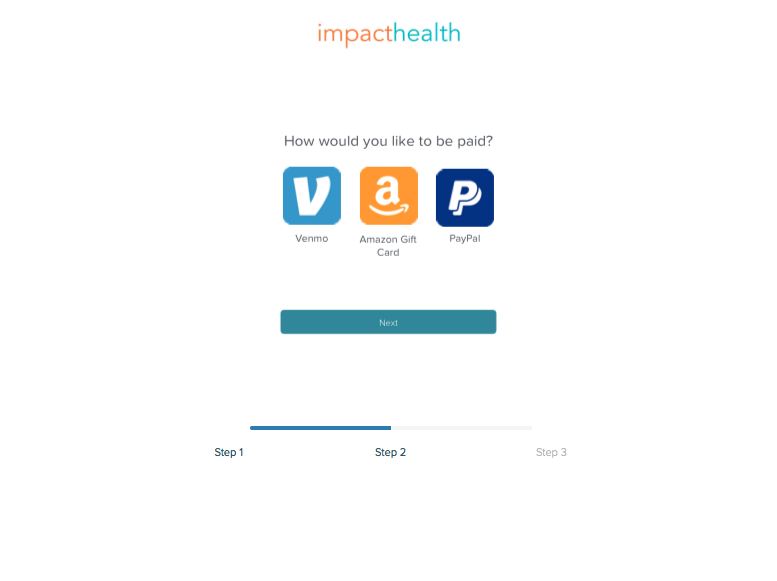 impacthealth
How would you like to be paid?
Venmo
Amazon Gift
Card
PayPal
Next
Step 1
Step 2
Step 3